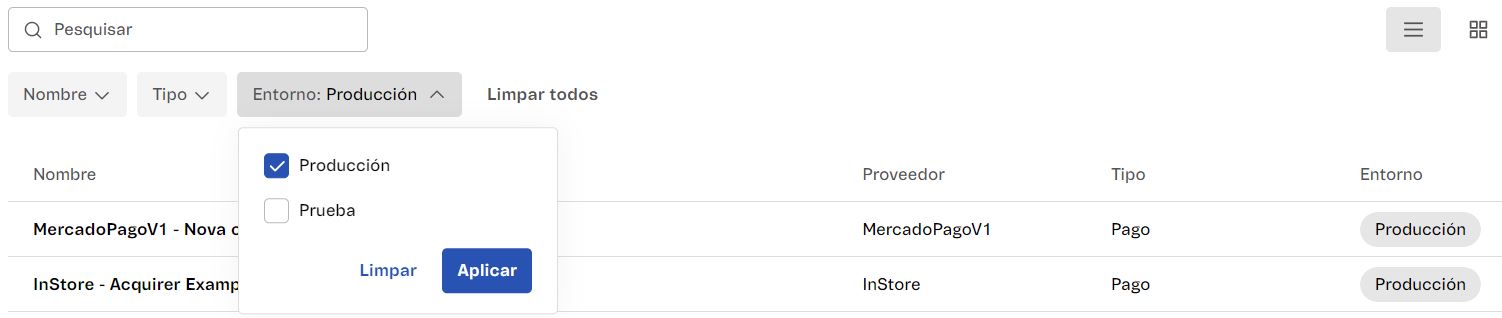 Pesquisar
Nombre Tipo Entorno: Producción Limpar todos
Producción
Prueba
Limpar Aplicar
Nombre Proveedor Tipo Entorno
MercadoPagoV1 - Nova MercadoPagoV1 Pago Producción
InStore - Acquirer InStore Pago Producción